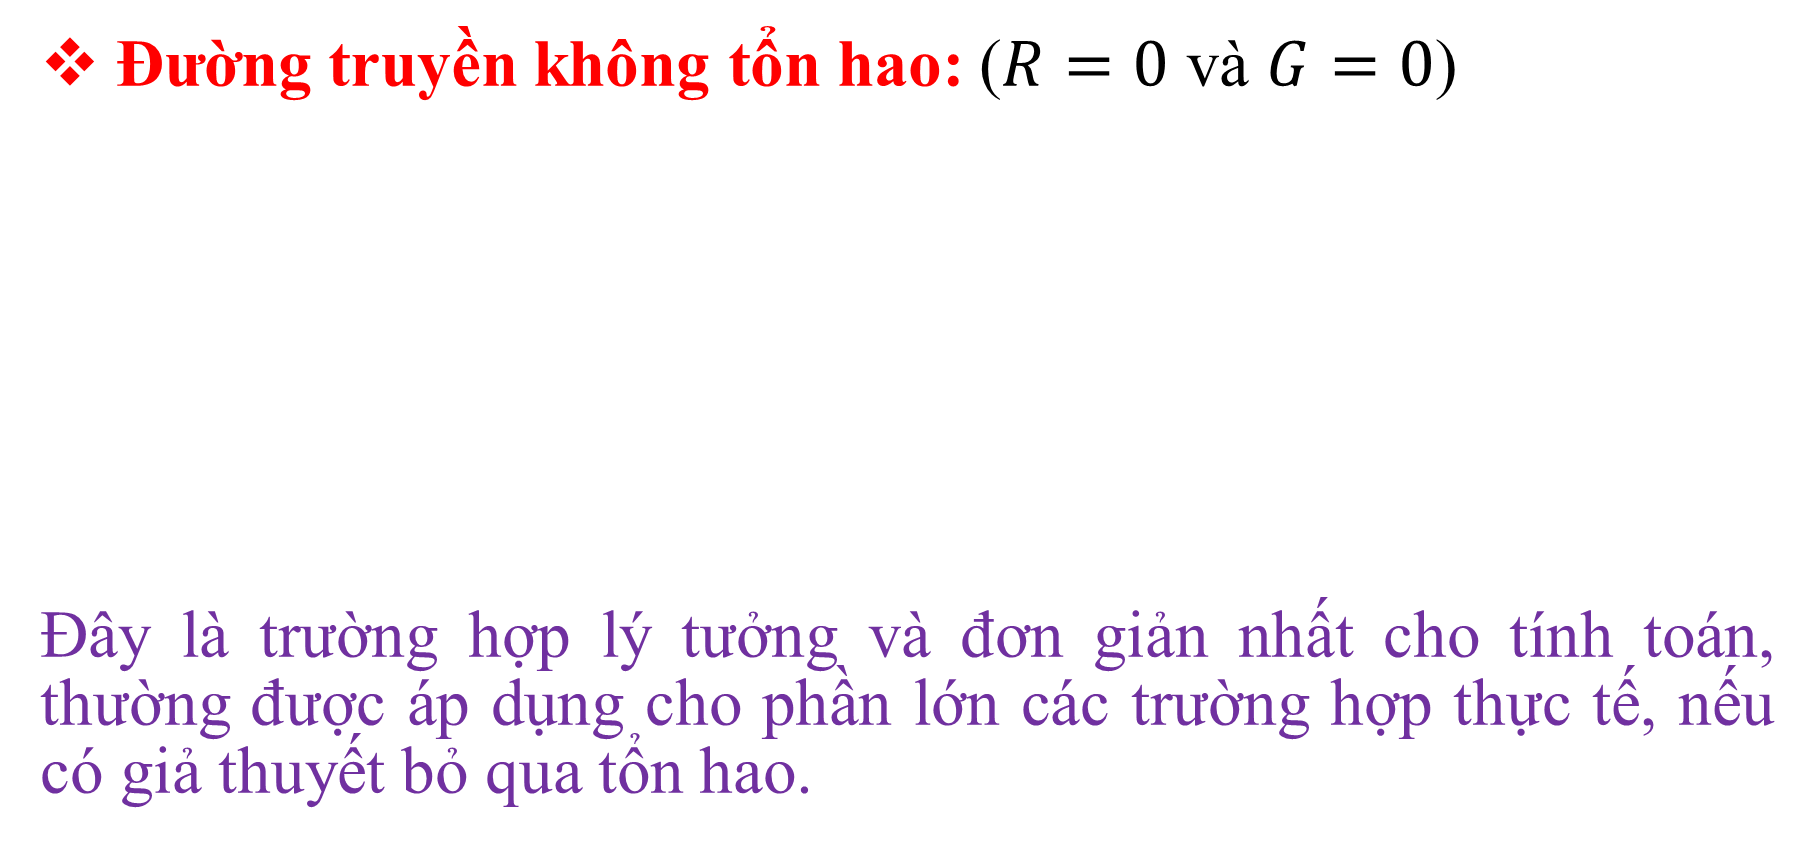 ❖ Đường truyền không tổn hao: (R = 0 và G = 0)
Đây là trường hợp lý tưởng và đơn giản nhất cho tính toán,
thường được áp dụng cho phần lớn các trường hợp thực tế, nếu
có giả thuyết bỏ qua tổn hao.